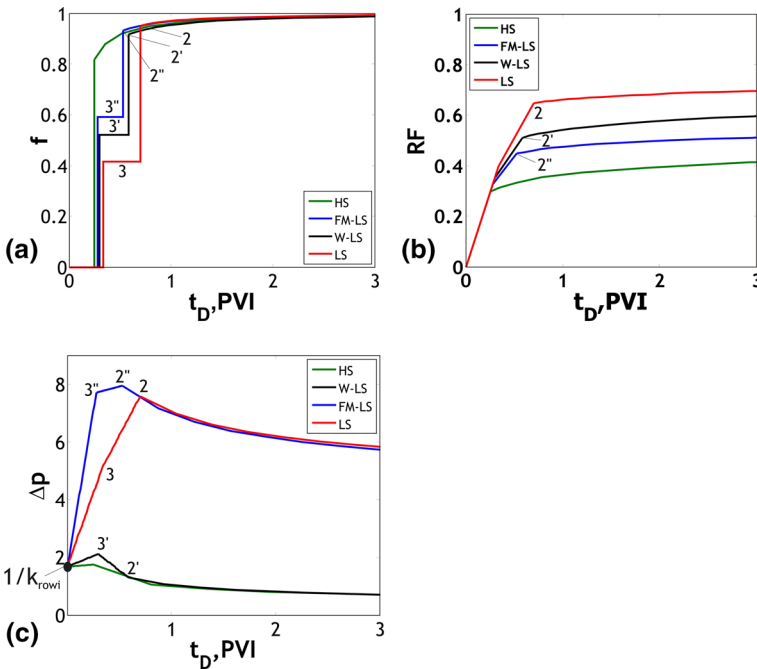 1
0.8
0.6
0.4
0.2
0
f
0 1 2 3
t_D,PVI
(a)
2
2'
2"
3"
3'
3
HS
FM-LS
W-LS
LS
1
0.8
0.6
0.4
0.2
0
RF
0 1 2 3
t_D,PVI
(b)
HS
FM-LS
W-LS
LS
2
2'
2"
8
6
4
2
0
Δp
1/k_rowi
1 2 3
t_D,PVI
(c)
3"
2"
2
3
3'
2'
HS
W-LS
FM-LS
LS